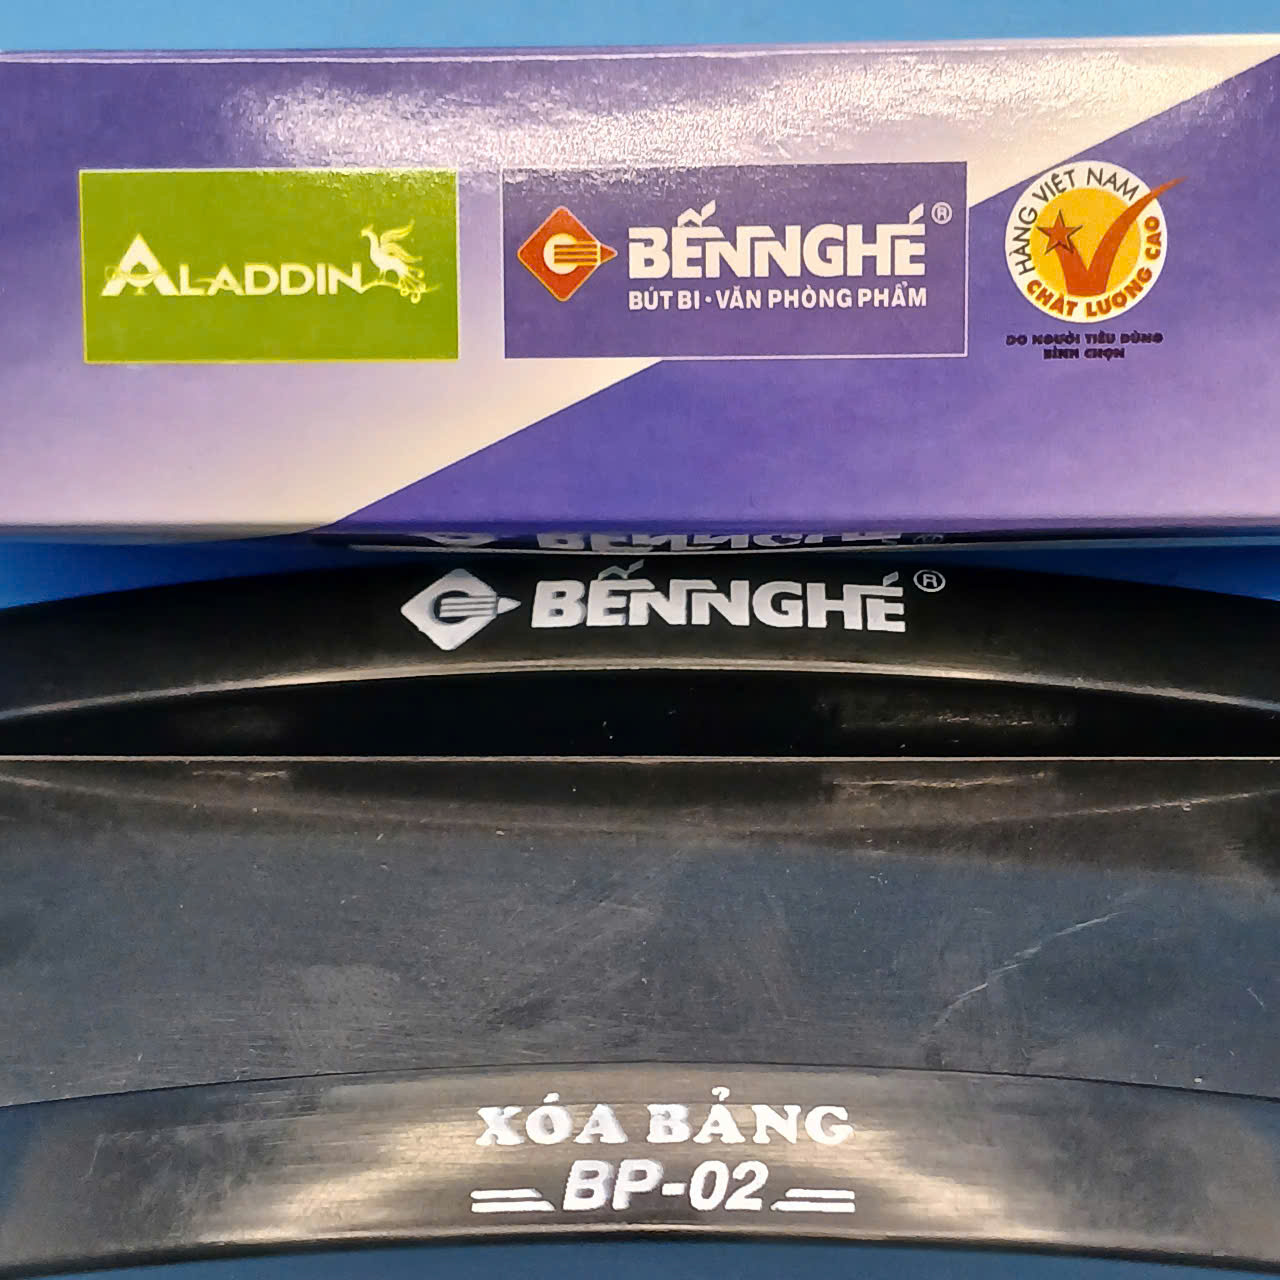 ALADDIN
BẾNNGHÉ ®
BÚT BI • VĂN PHÒNG PHẨM
HÀNG VIỆT NAM
CHẤT LƯỢNG CAO
DO NGƯỜI TIÊU DÙNG
BÌNH CHỌN
BẾNNGHÉ ®
XÓA BẢNG
BP-02